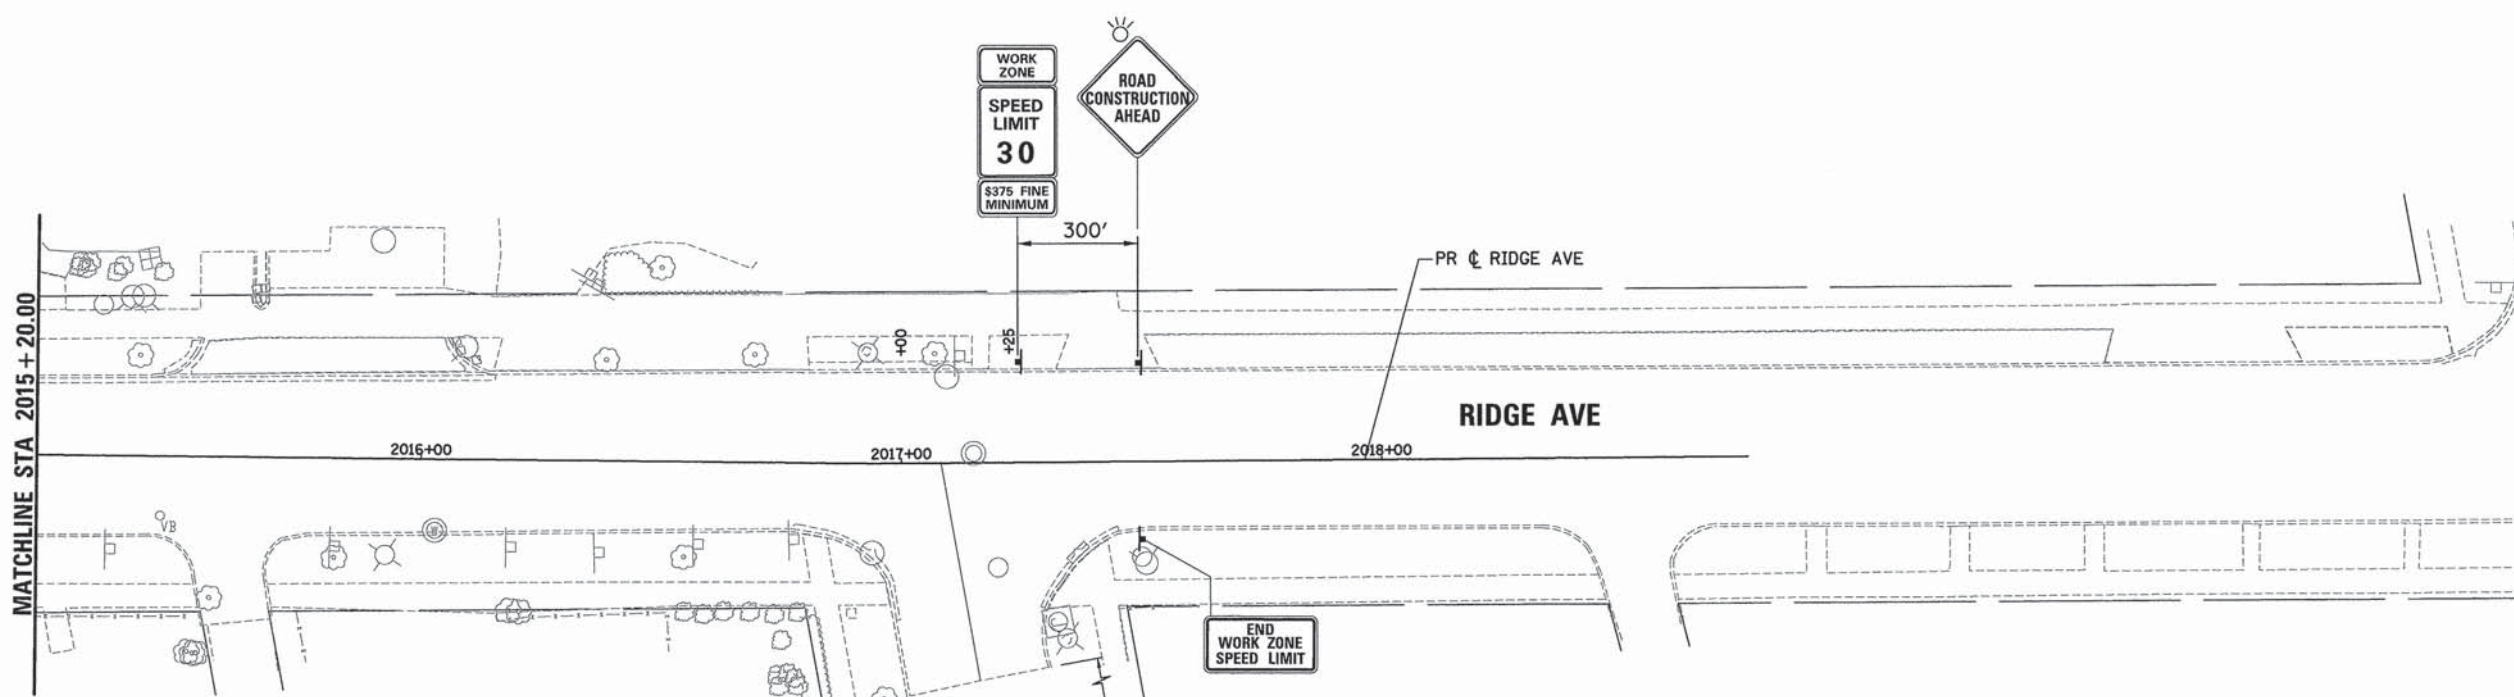 WORK
ZONE
SPEED
LIMIT
30
$375 FINE
MINIMUM
ROAD
CONSTRUCTION
AHEAD
300'
PR ℄ RIDGE AVE
+00
+25
MATCHLINE STA 2015+20.00
RIDGE AVE
2016+00
2017+00
2018+00
VB
END
WORK ZONE
SPEED LIMIT